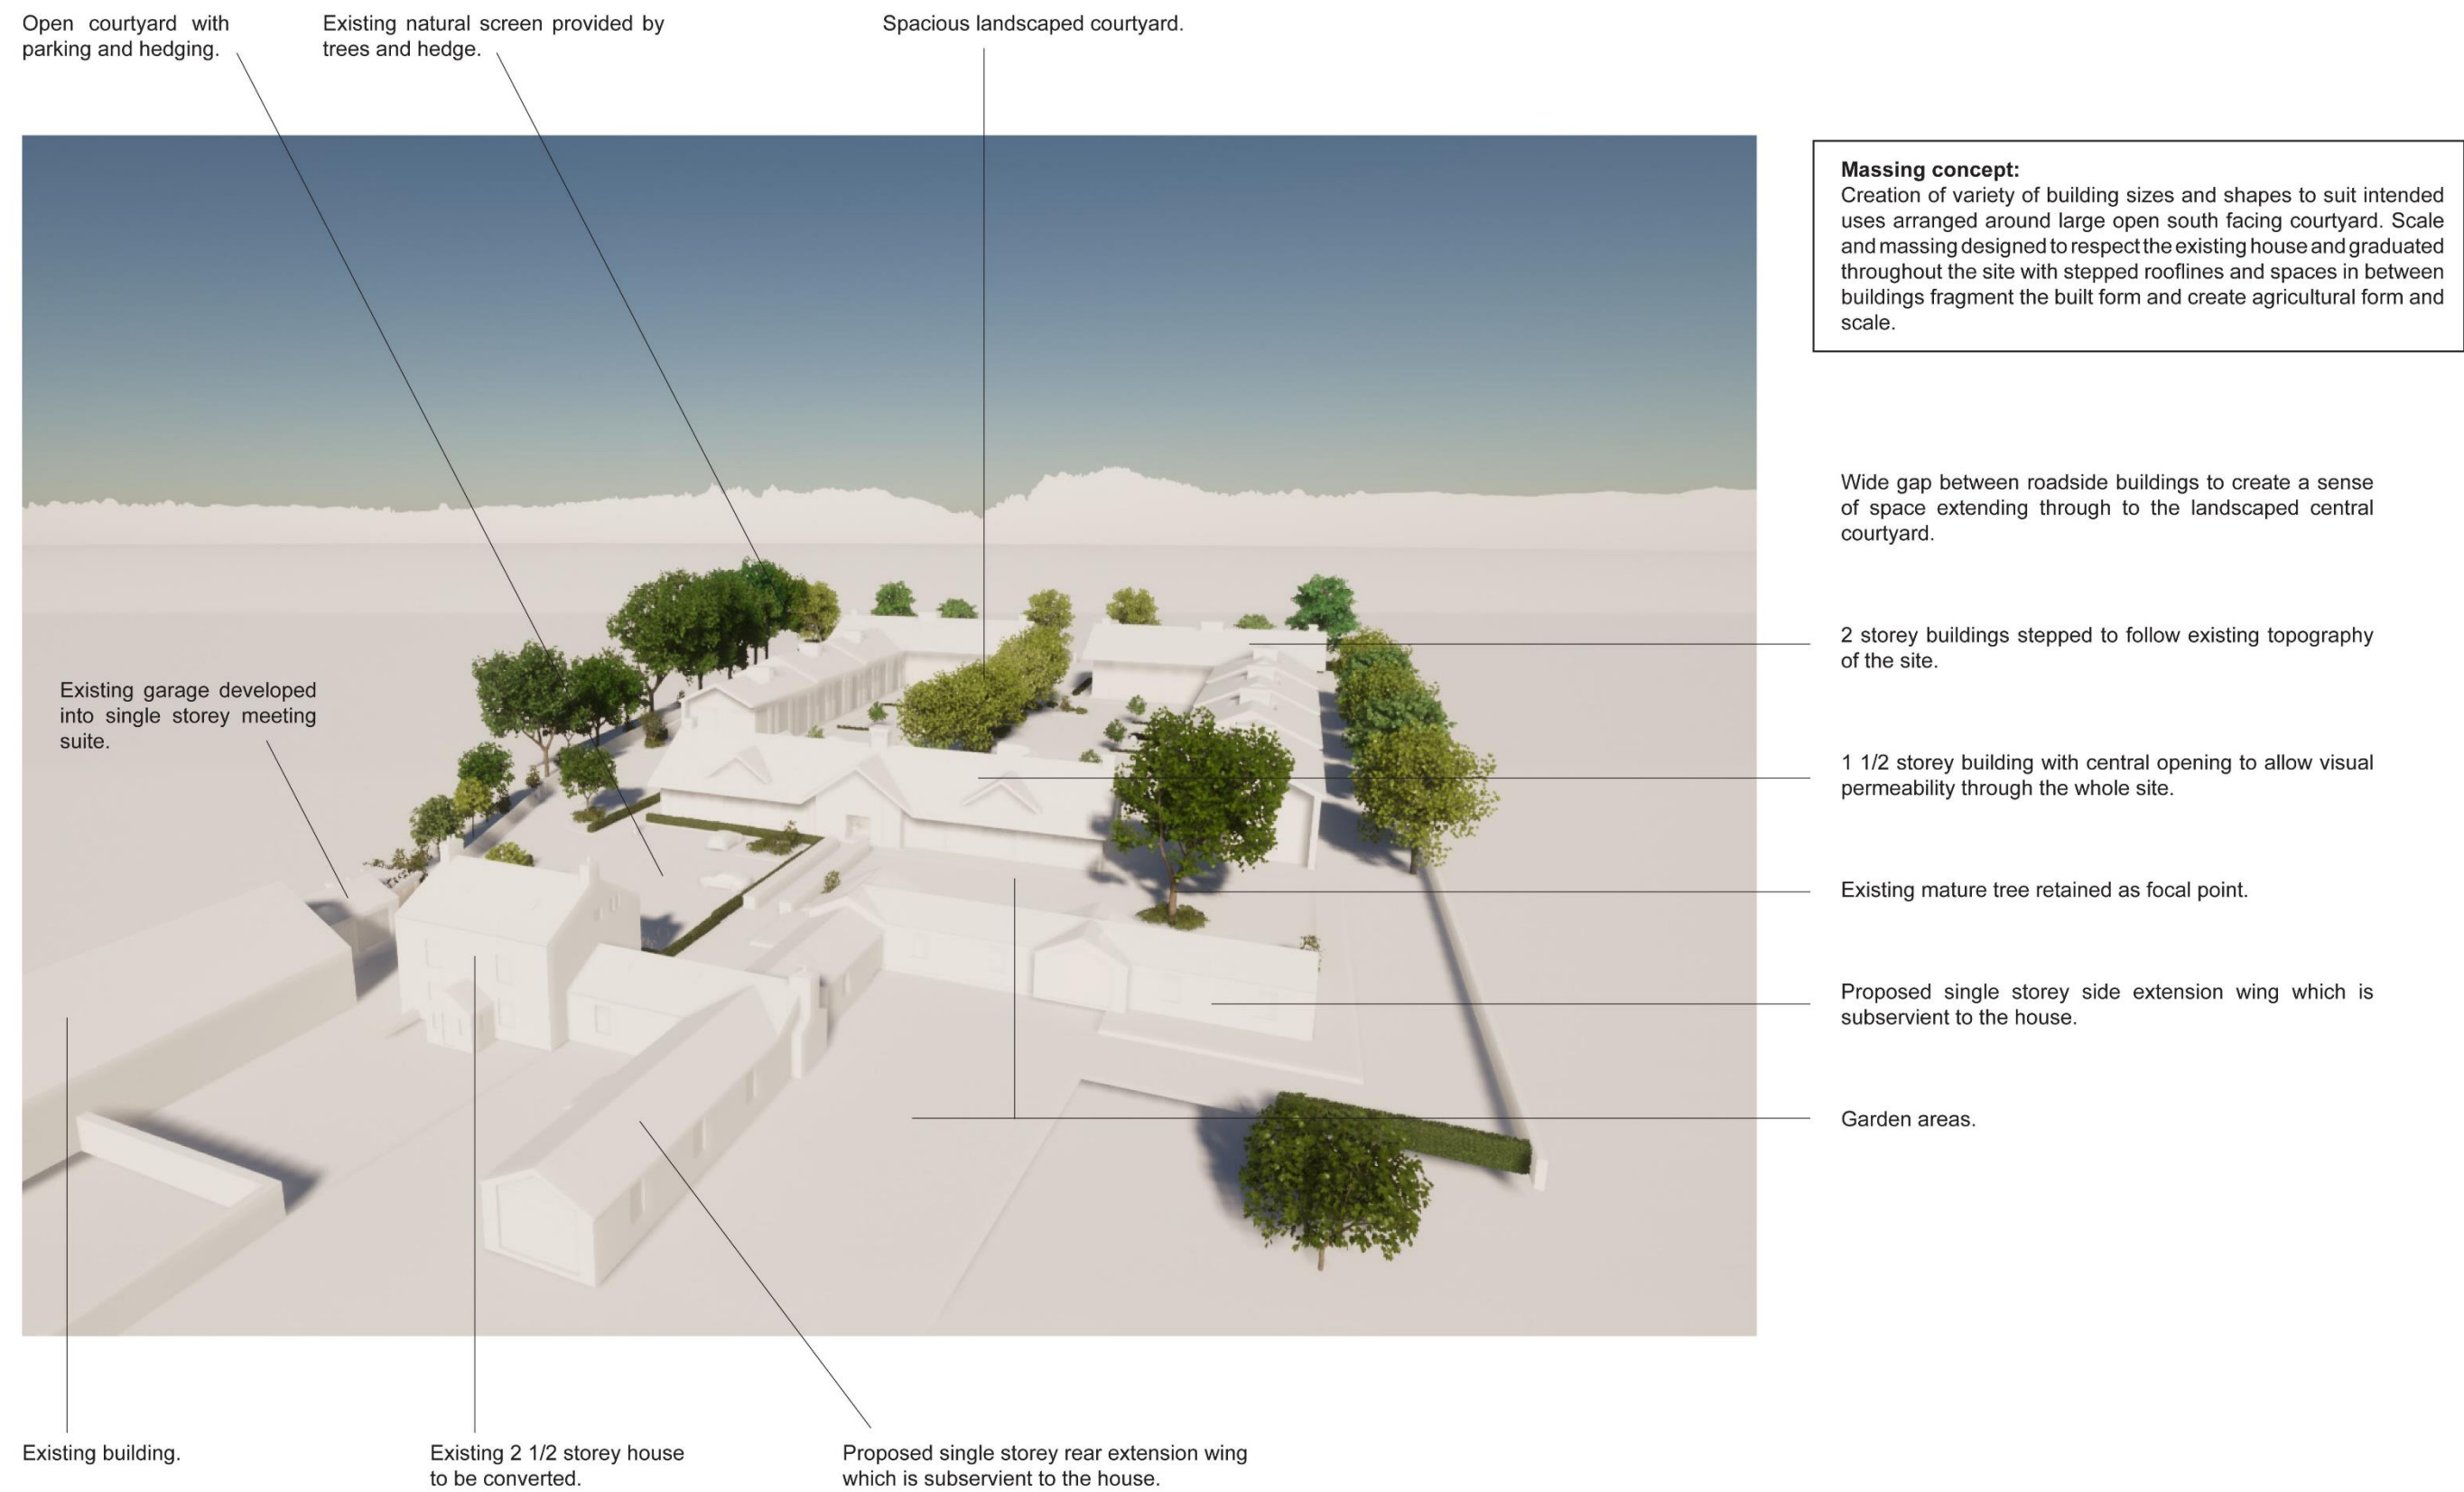 Open courtyard with
parking and hedging.
Existing natural screen provided by
trees and hedge.
Spacious landscaped courtyard.
Massing concept:
Creation of variety of building sizes and shapes to suit intended
uses arranged around large open south facing courtyard. Scale
and massing designed to respect the existing house and graduated
throughout the site with stepped rooflines and spaces in between
buildings fragment the built form and create agricultural form and
scale.
Wide gap between roadside buildings to create a sense
of space extending through to the landscaped central
courtyard.
2 storey buildings stepped to follow existing topography
of the site.
Existing garage developed
into single storey meeting
suite.
1 1/2 storey building with central opening to allow visual
permeability through the whole site.
Existing mature tree retained as focal point.
Proposed single storey side extension wing which is
subservient to the house.
Garden areas.
Existing building.
Existing 2 1/2 storey house
to be converted.
Proposed single storey rear extension wing
which is subservient to the house.